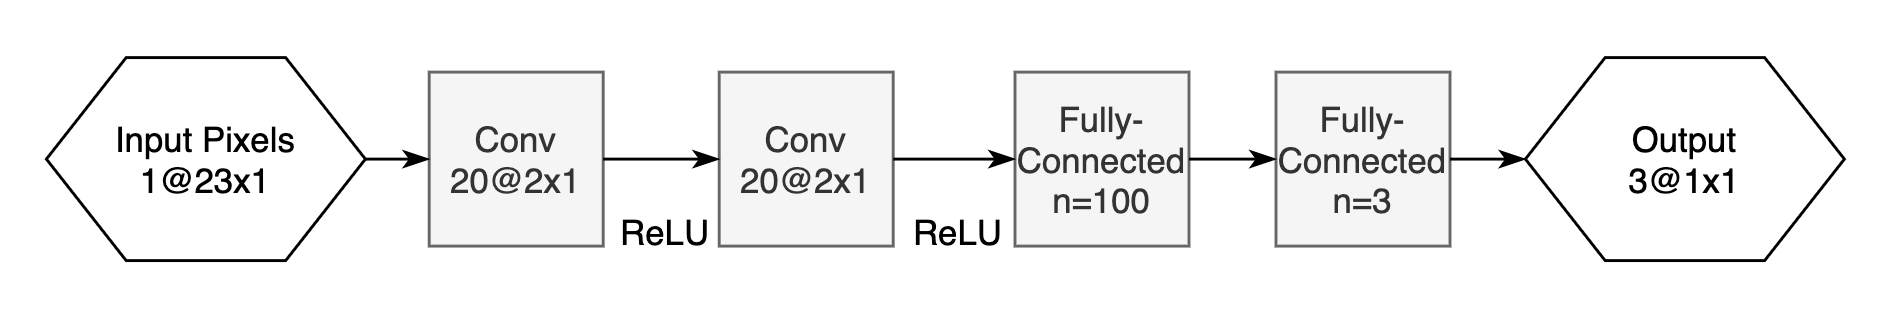 Input Pixels
1@23x1
Conv
20@2x1
ReLU
Conv
20@2x1
ReLU
Fully-
Connected
n=100
Fully-
Connected
n=3
Output
3@1x1